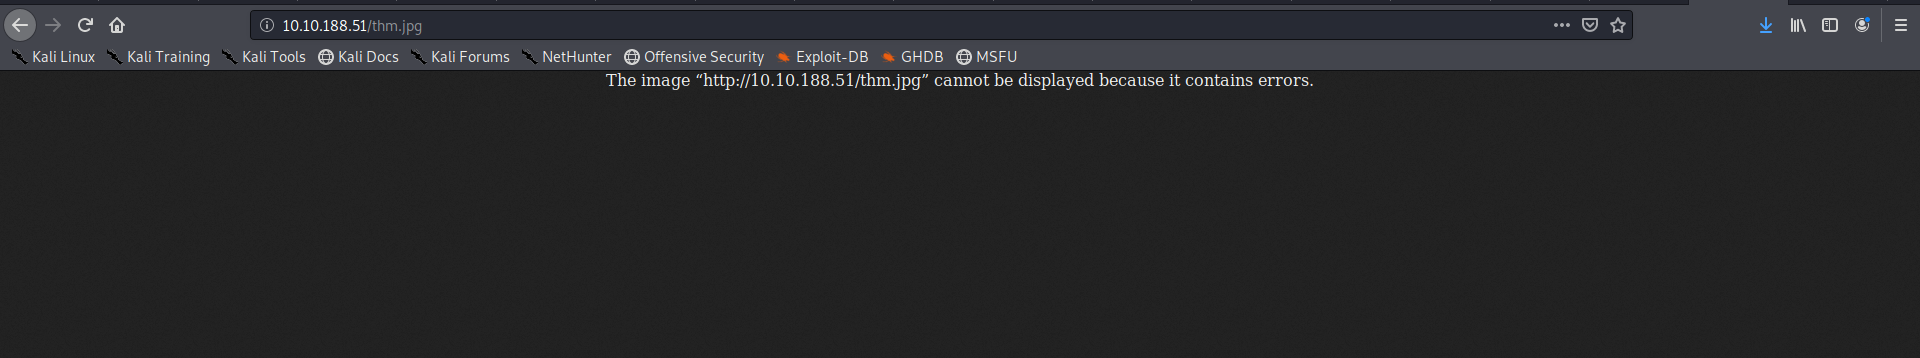 10.10.188.51/thm.jpg
Kali Linux Kali Training Kali Tools Kali Docs Kali Forums NetHunter Offensive Security Exploit-DB GHDB MSFU
The image “http://10.10.188.51/thm.jpg” cannot be displayed because it contains errors.